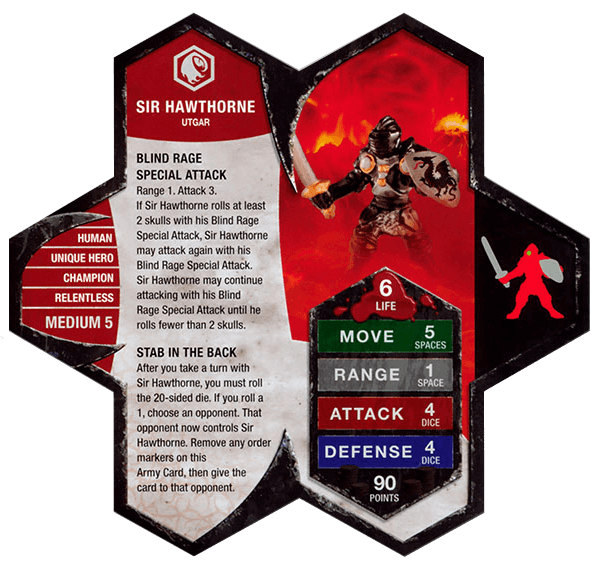 SIR HAWTHORNE
UTGAR
BLIND RAGE
SPECIAL ATTACK
Range 1. Attack 3.
If Sir Hawthorne rolls at least
2 skulls with his Blind Rage
Special Attack, Sir Hawthorne
may attack again with his
Blind Rage Special Attack.
Sir Hawthorne may continue
attacking with his Blind
Rage Special Attack until he
rolls fewer than 2 skulls.
STAB IN THE BACK
After you take a turn with
Sir Hawthorne, you must roll
the 20-sided die. If you roll a
1, choose an opponent. That
opponent now controls Sir
Hawthorne. Remove any order
markers on this
Army Card, then give the
card to that opponent.
HUMAN
UNIQUE HERO
CHAMPION
RELENTLESS
MEDIUM 5
6
LIFE
MOVE 5
SPACES
RANGE 1
SPACE
ATTACK 4
DICE
DEFENSE 4
DICE
90
POINTS